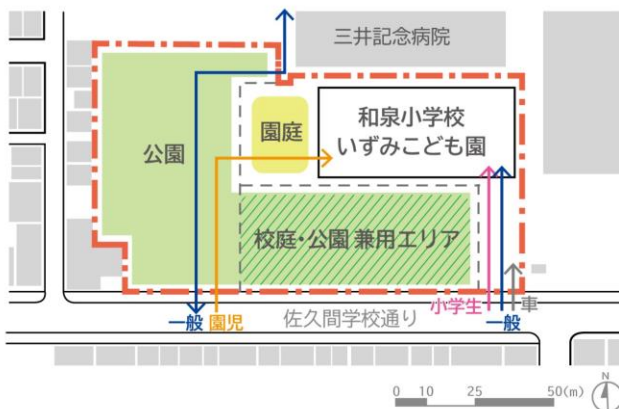 三井記念病院
和泉小学校
いずみこども園
園庭
公園
校庭・公園 兼用エリア
一般 園児
佐久間学校通り
小学生
一般
車
0 10 25 50(m)
N